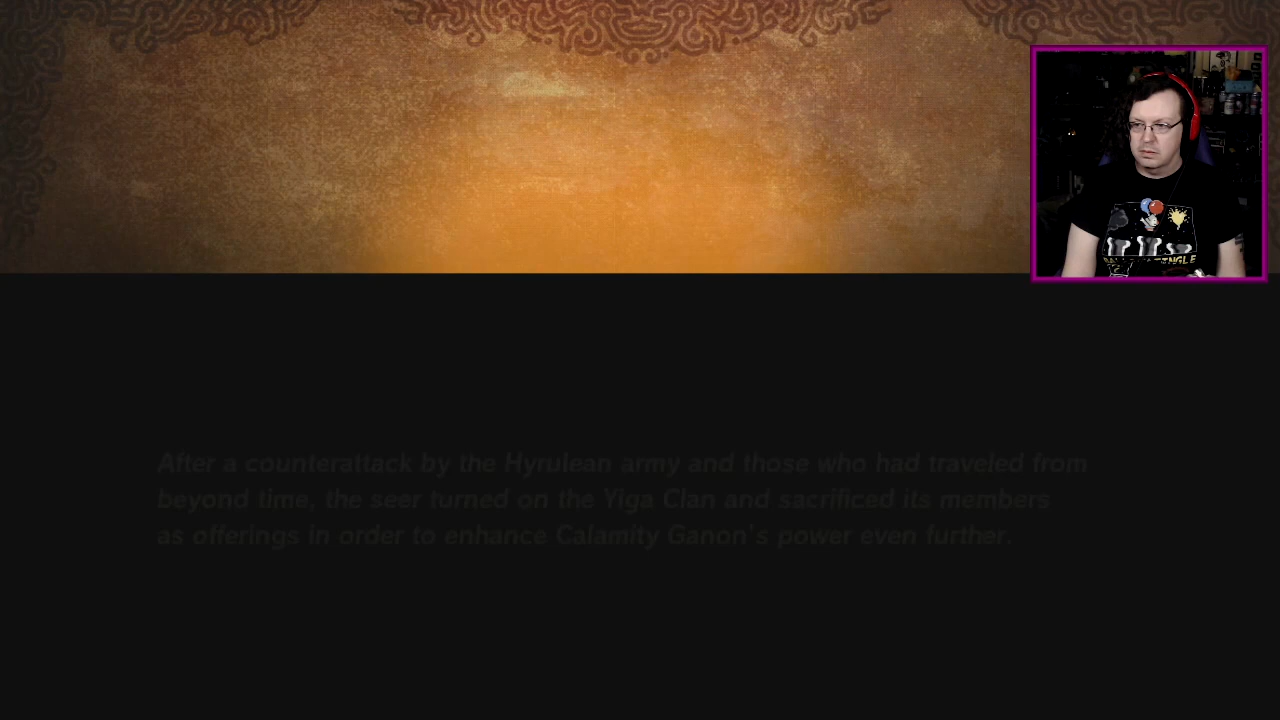 After a counterattack by the Hyrulean army and those who had traveled from
beyond time, the seer turned on the Yiga Clan and sacrificed its members
as offerings in order to enhance Calamity Ganon's power even further.